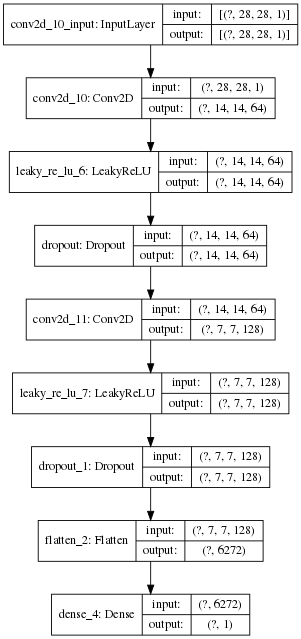 conv2d_10_input: InputLayer
input: [(?, 28, 28, 1)]
output: [(?, 28, 28, 1)]
conv2d_10: Conv2D
input: (?, 28, 28, 1)
output: (?, 14, 14, 64)
leaky_re_lu_6: LeakyReLU
input: (?, 14, 14, 64)
output: (?, 14, 14, 64)
dropout: Dropout
input: (?, 14, 14, 64)
output: (?, 14, 14, 64)
conv2d_11: Conv2D
input: (?, 14, 14, 64)
output: (?, 7, 7, 128)
leaky_re_lu_7: LeakyReLU
input: (?, 7, 7, 128)
output: (?, 7, 7, 128)
dropout_1: Dropout
input: (?, 7, 7, 128)
output: (?, 7, 7, 128)
flatten_2: Flatten
input: (?, 7, 7, 128)
output: (?, 6272)
dense_4: Dense
input: (?, 6272)
output: (?, 1)